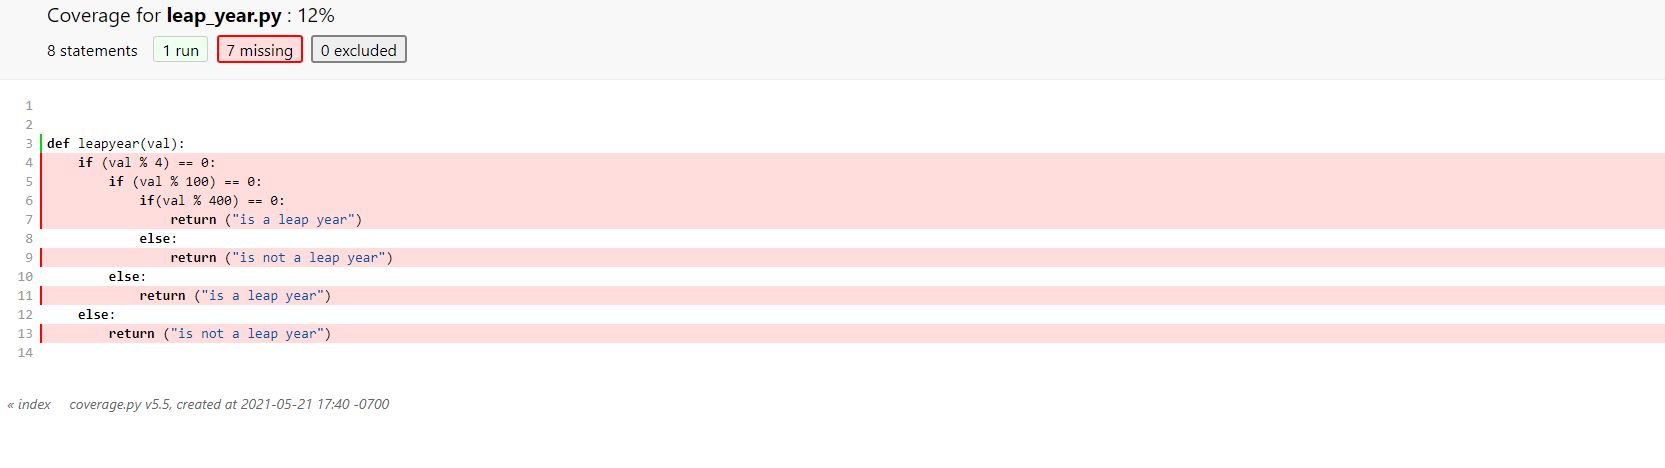 Coverage for leap_year.py : 12%
8 statements 1 run 7 missing 0 excluded
1
2
3 def leapyear(val):
4     if (val % 4) == 0:
5         if (val % 100) == 0:
6             if(val % 400) == 0:
7                 return ("is a leap year")
8             else:
9                 return ("is not a leap year")
10         else:
11             return ("is a leap year")
12     else:
13         return ("is not a leap year")
14
« index coverage.py v5.5, created at 2021-05-21 17:40 -0700